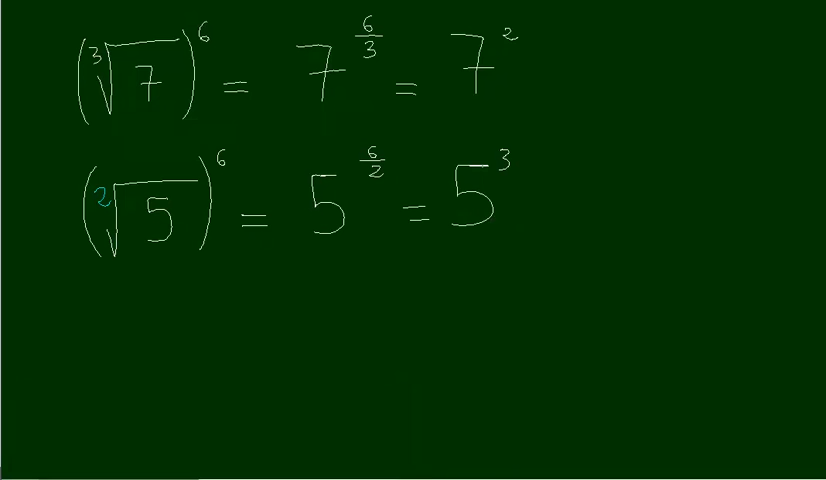 (∛7)⁶ = 7^(6/3) = 7²
(²√5)⁶ = 5^(6/2) = 5³